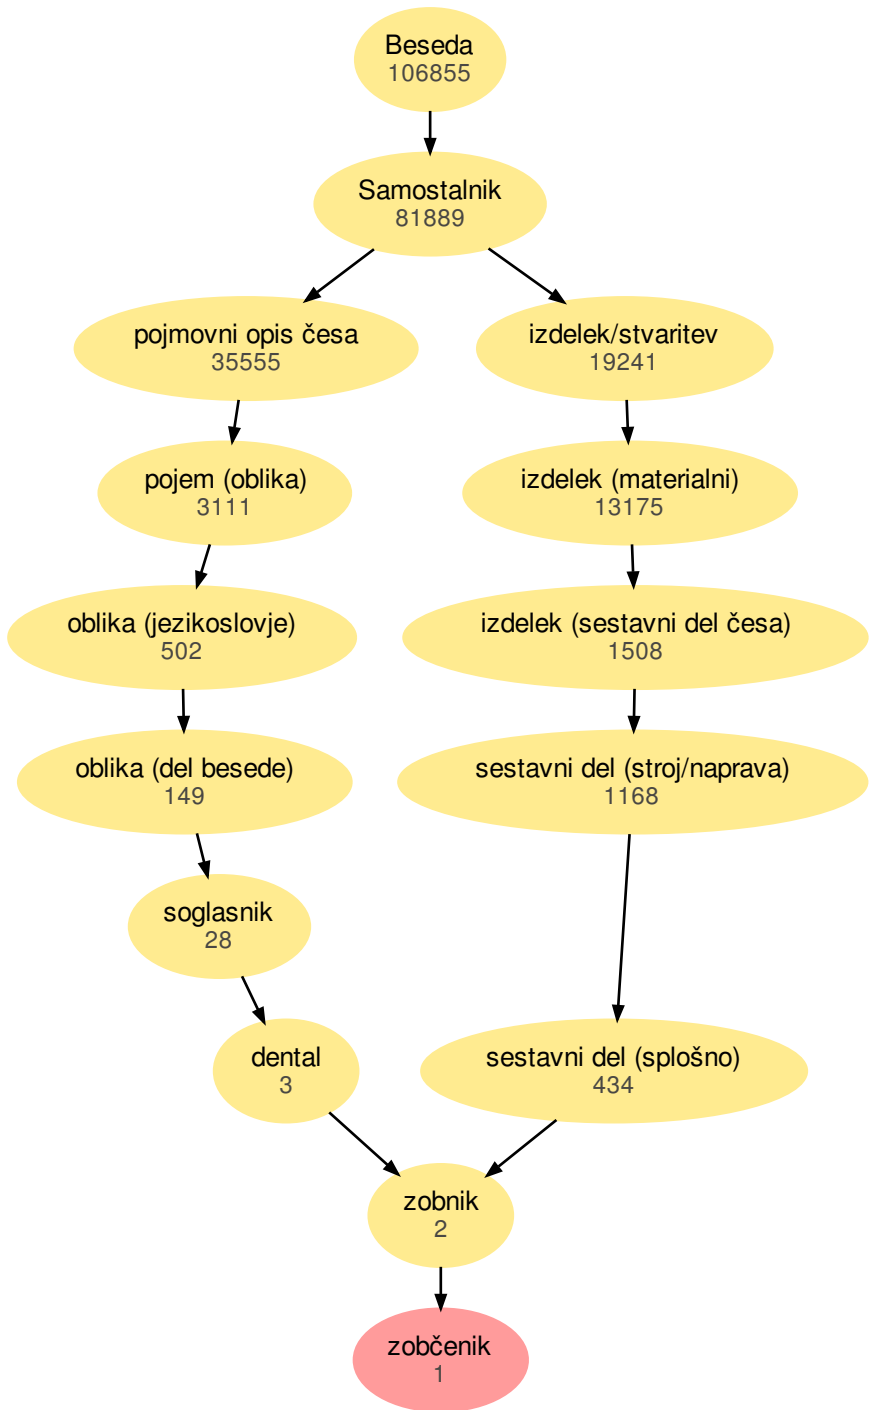 Beseda
106855
Samostalnik
81889
pojmovni opis česa
35555
izdelek/stvaritev
19241
pojem (oblika)
3111
izdelek (materialni)
13175
oblika (jezikoslovje)
502
izdelek (sestavni del česa)
1508
oblika (del besede)
149
sestavni del (stroj/naprava)
1168
soglasnik
28
dental
3
sestavni del (splošno)
434
zobnik
2
zobčenik
1